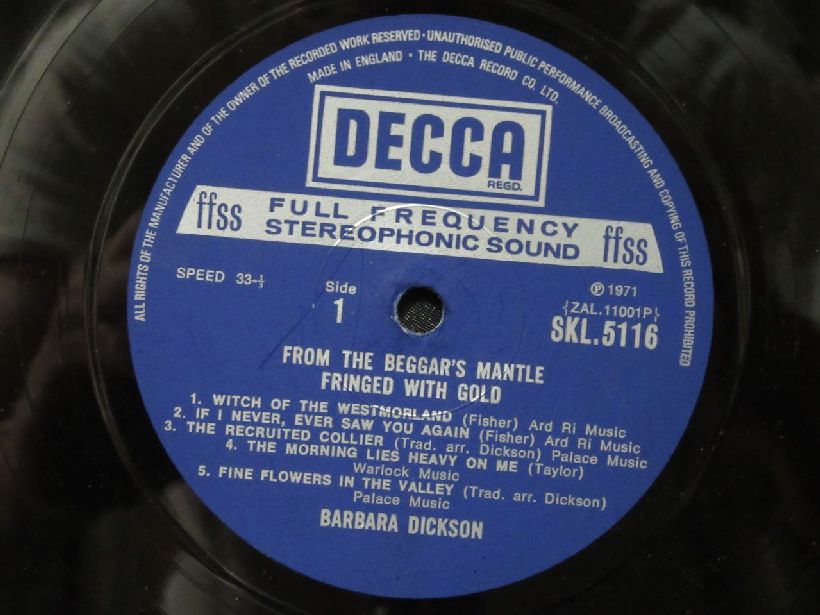 ALL RIGHTS OF THE MANUFACTURER AND OF THE OWNER OF THE RECORDED WORK RESERVED · UNAUTHORISED PUBLIC PERFORMANCE BROADCASTING AND COPYING OF THIS RECORD PROHIBITED
MADE IN ENGLAND · THE DECCA RECORD CO. LTD.
DECCA
REGD.
ffss FULL FREQUENCY ffss
STEREOPHONIC SOUND
SPEED 33-⅓
Side
1
℗ 1971
{ZAL.11001P}
SKL.5116
FROM THE BEGGAR'S MANTLE
FRINGED WITH GOLD
1. WITCH OF THE WESTMORLAND (Fisher) Ard Ri Music
2. IF I NEVER, EVER SAW YOU AGAIN (Fisher) Ard Ri Music
3. THE RECRUITED COLLIER (Trad. arr. Dickson) Palace Music
4. THE MORNING LIES HEAVY ON ME (Taylor)
Warlock Music
5. FINE FLOWERS IN THE VALLEY (Trad. arr. Dickson)
Palace Music
BARBARA DICKSON